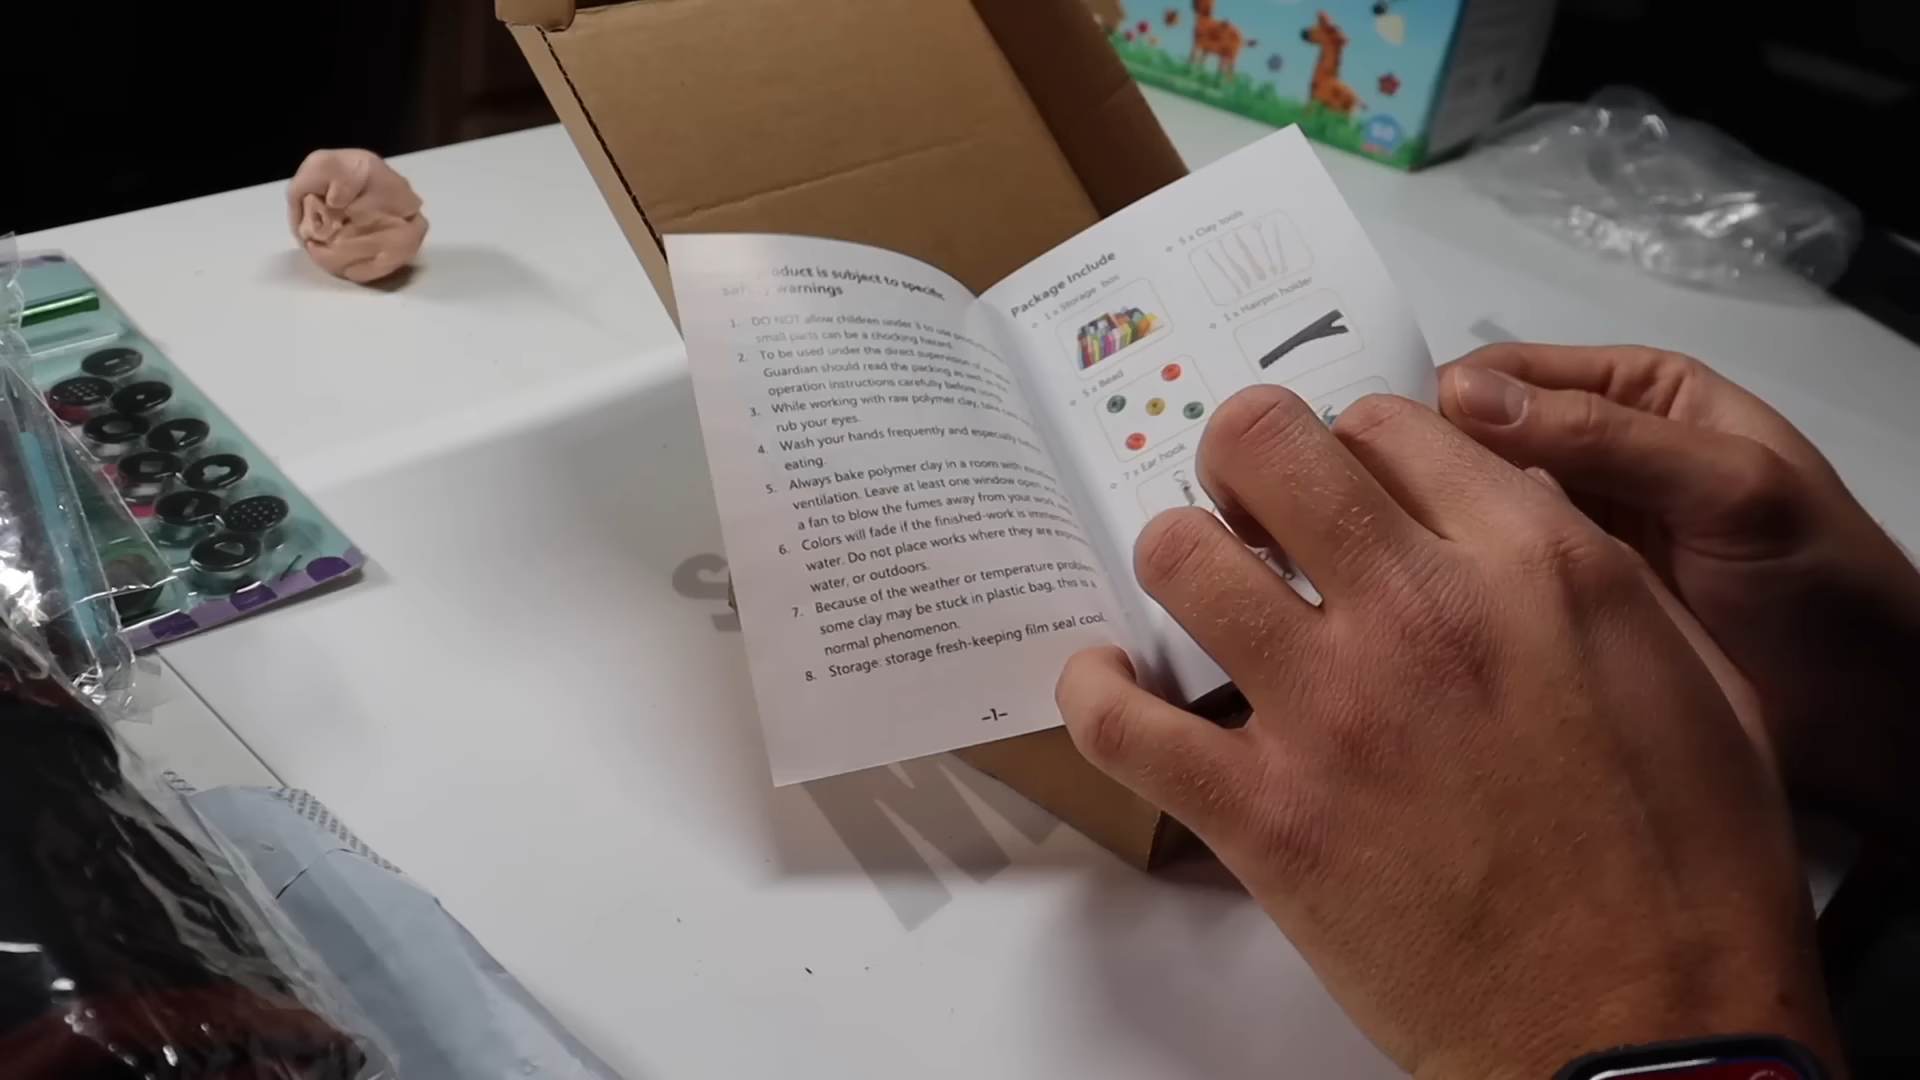 product is subject to specific
safety warnings
1. DO NOT allow children under 3 to use
small parts can be a chocking hazard.
2. To be used under the direct supervision of
Guardian should read the packing as well as the
operation instructions carefully before using.
3. While working with raw polymer clay,
rub your eyes.
4. Wash your hands frequently and especially
eating.
5. Always bake polymer clay in a room with
ventilation. Leave at least one window open
a fan to blow the fumes away from your
6. Colors will fade if the finished-work is
water. Do not place works where they are
water, or outdoors.
7. Because of the weather or temperature
some clay may be stuck in plastic bag, this is a
normal phenomenon.
8. Storage: storage fresh-keeping film seal cool.
–1–
Package Include
1 x Storage box
5 x Clay tools
5 x Bead
1 x Hairpin holder
7 x Ear hook